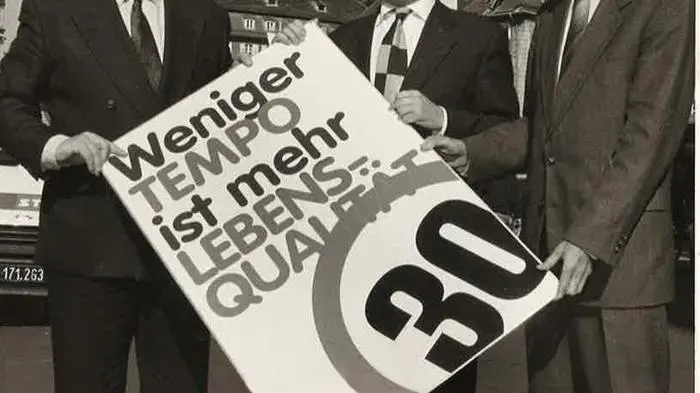 Weniger
TEMPO
ist mehr
LEBENS-
QUALITÄT
30
171.263